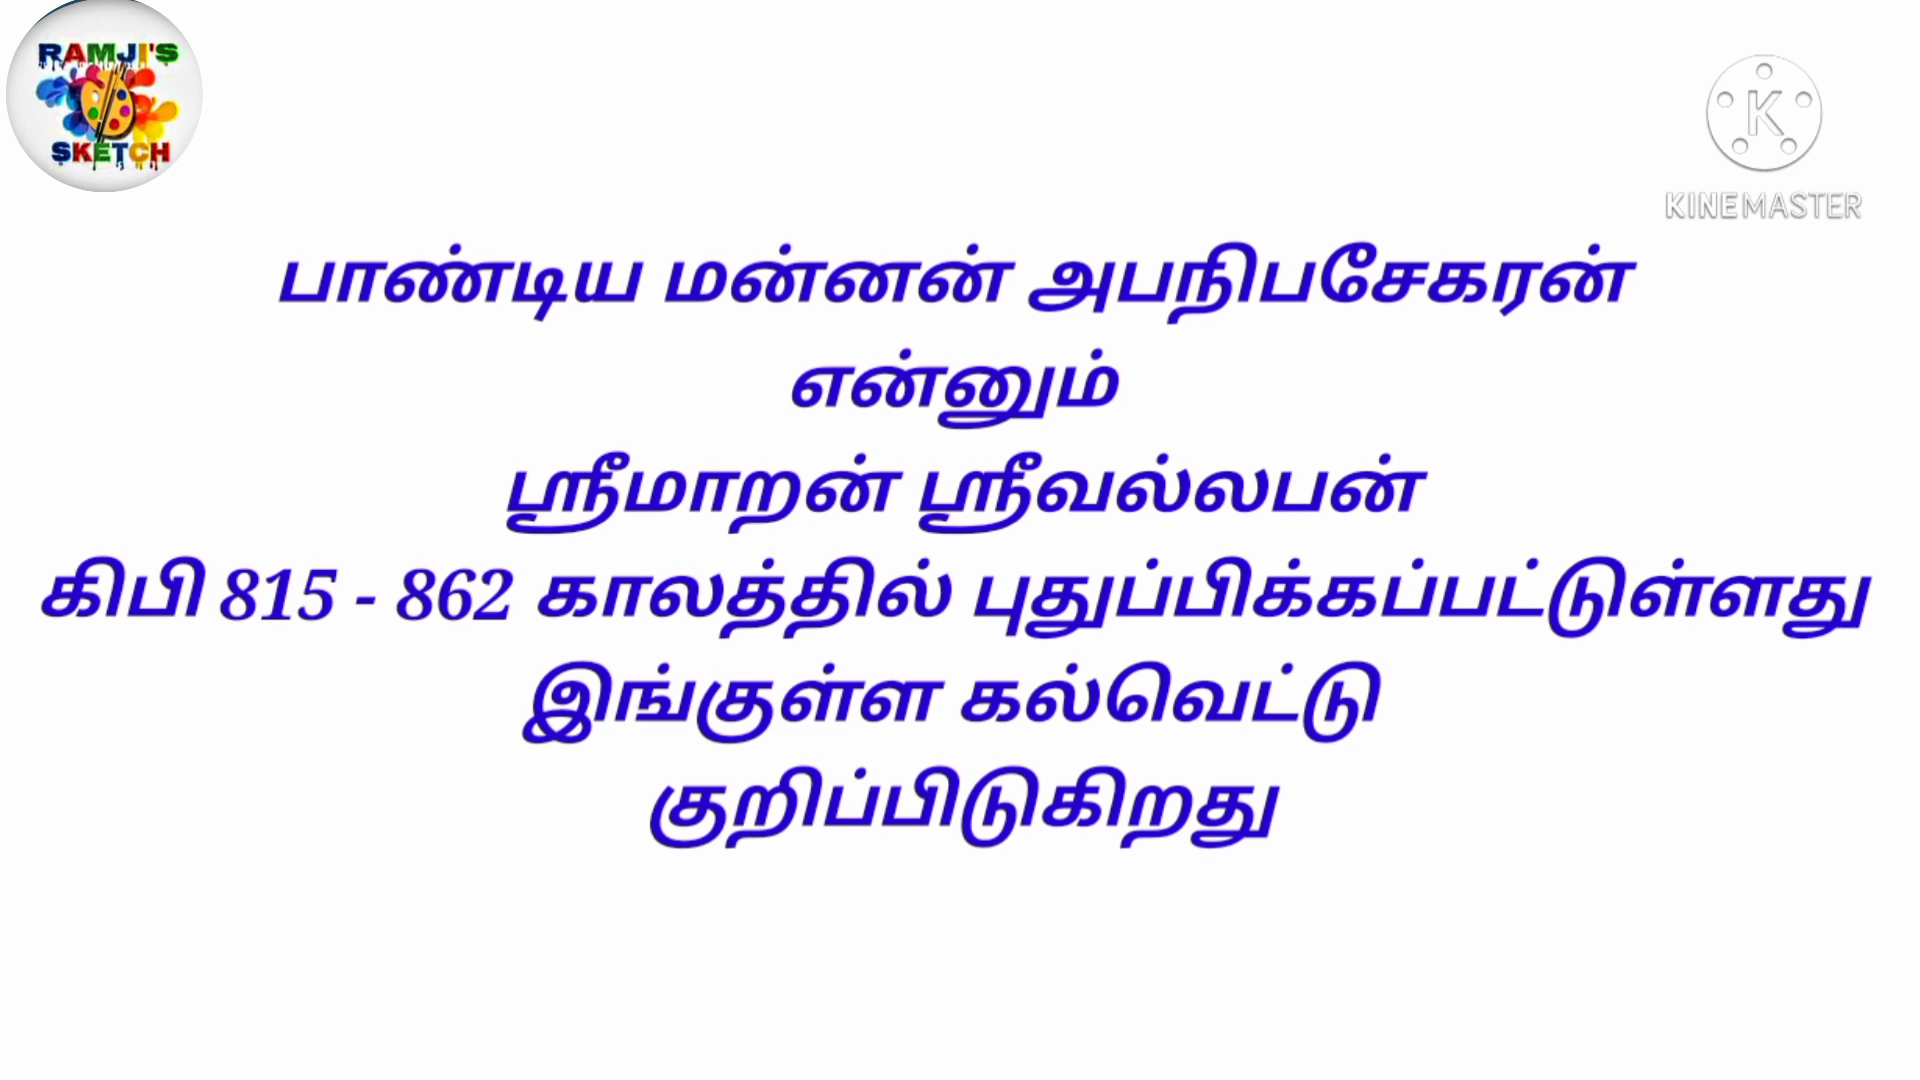 RAMJI'S
SKETCH
KINEMASTER
பாண்டிய மன்னன் அபநிபசேகரன்
என்னும்
ஸ்ரீமாறன் ஸ்ரீவல்லபன்
கிபி 815 - 862 காலத்தில் புதுப்பிக்கப்பட்டுள்ளது
இங்குள்ள கல்வெட்டு
குறிப்பிடுகிறது